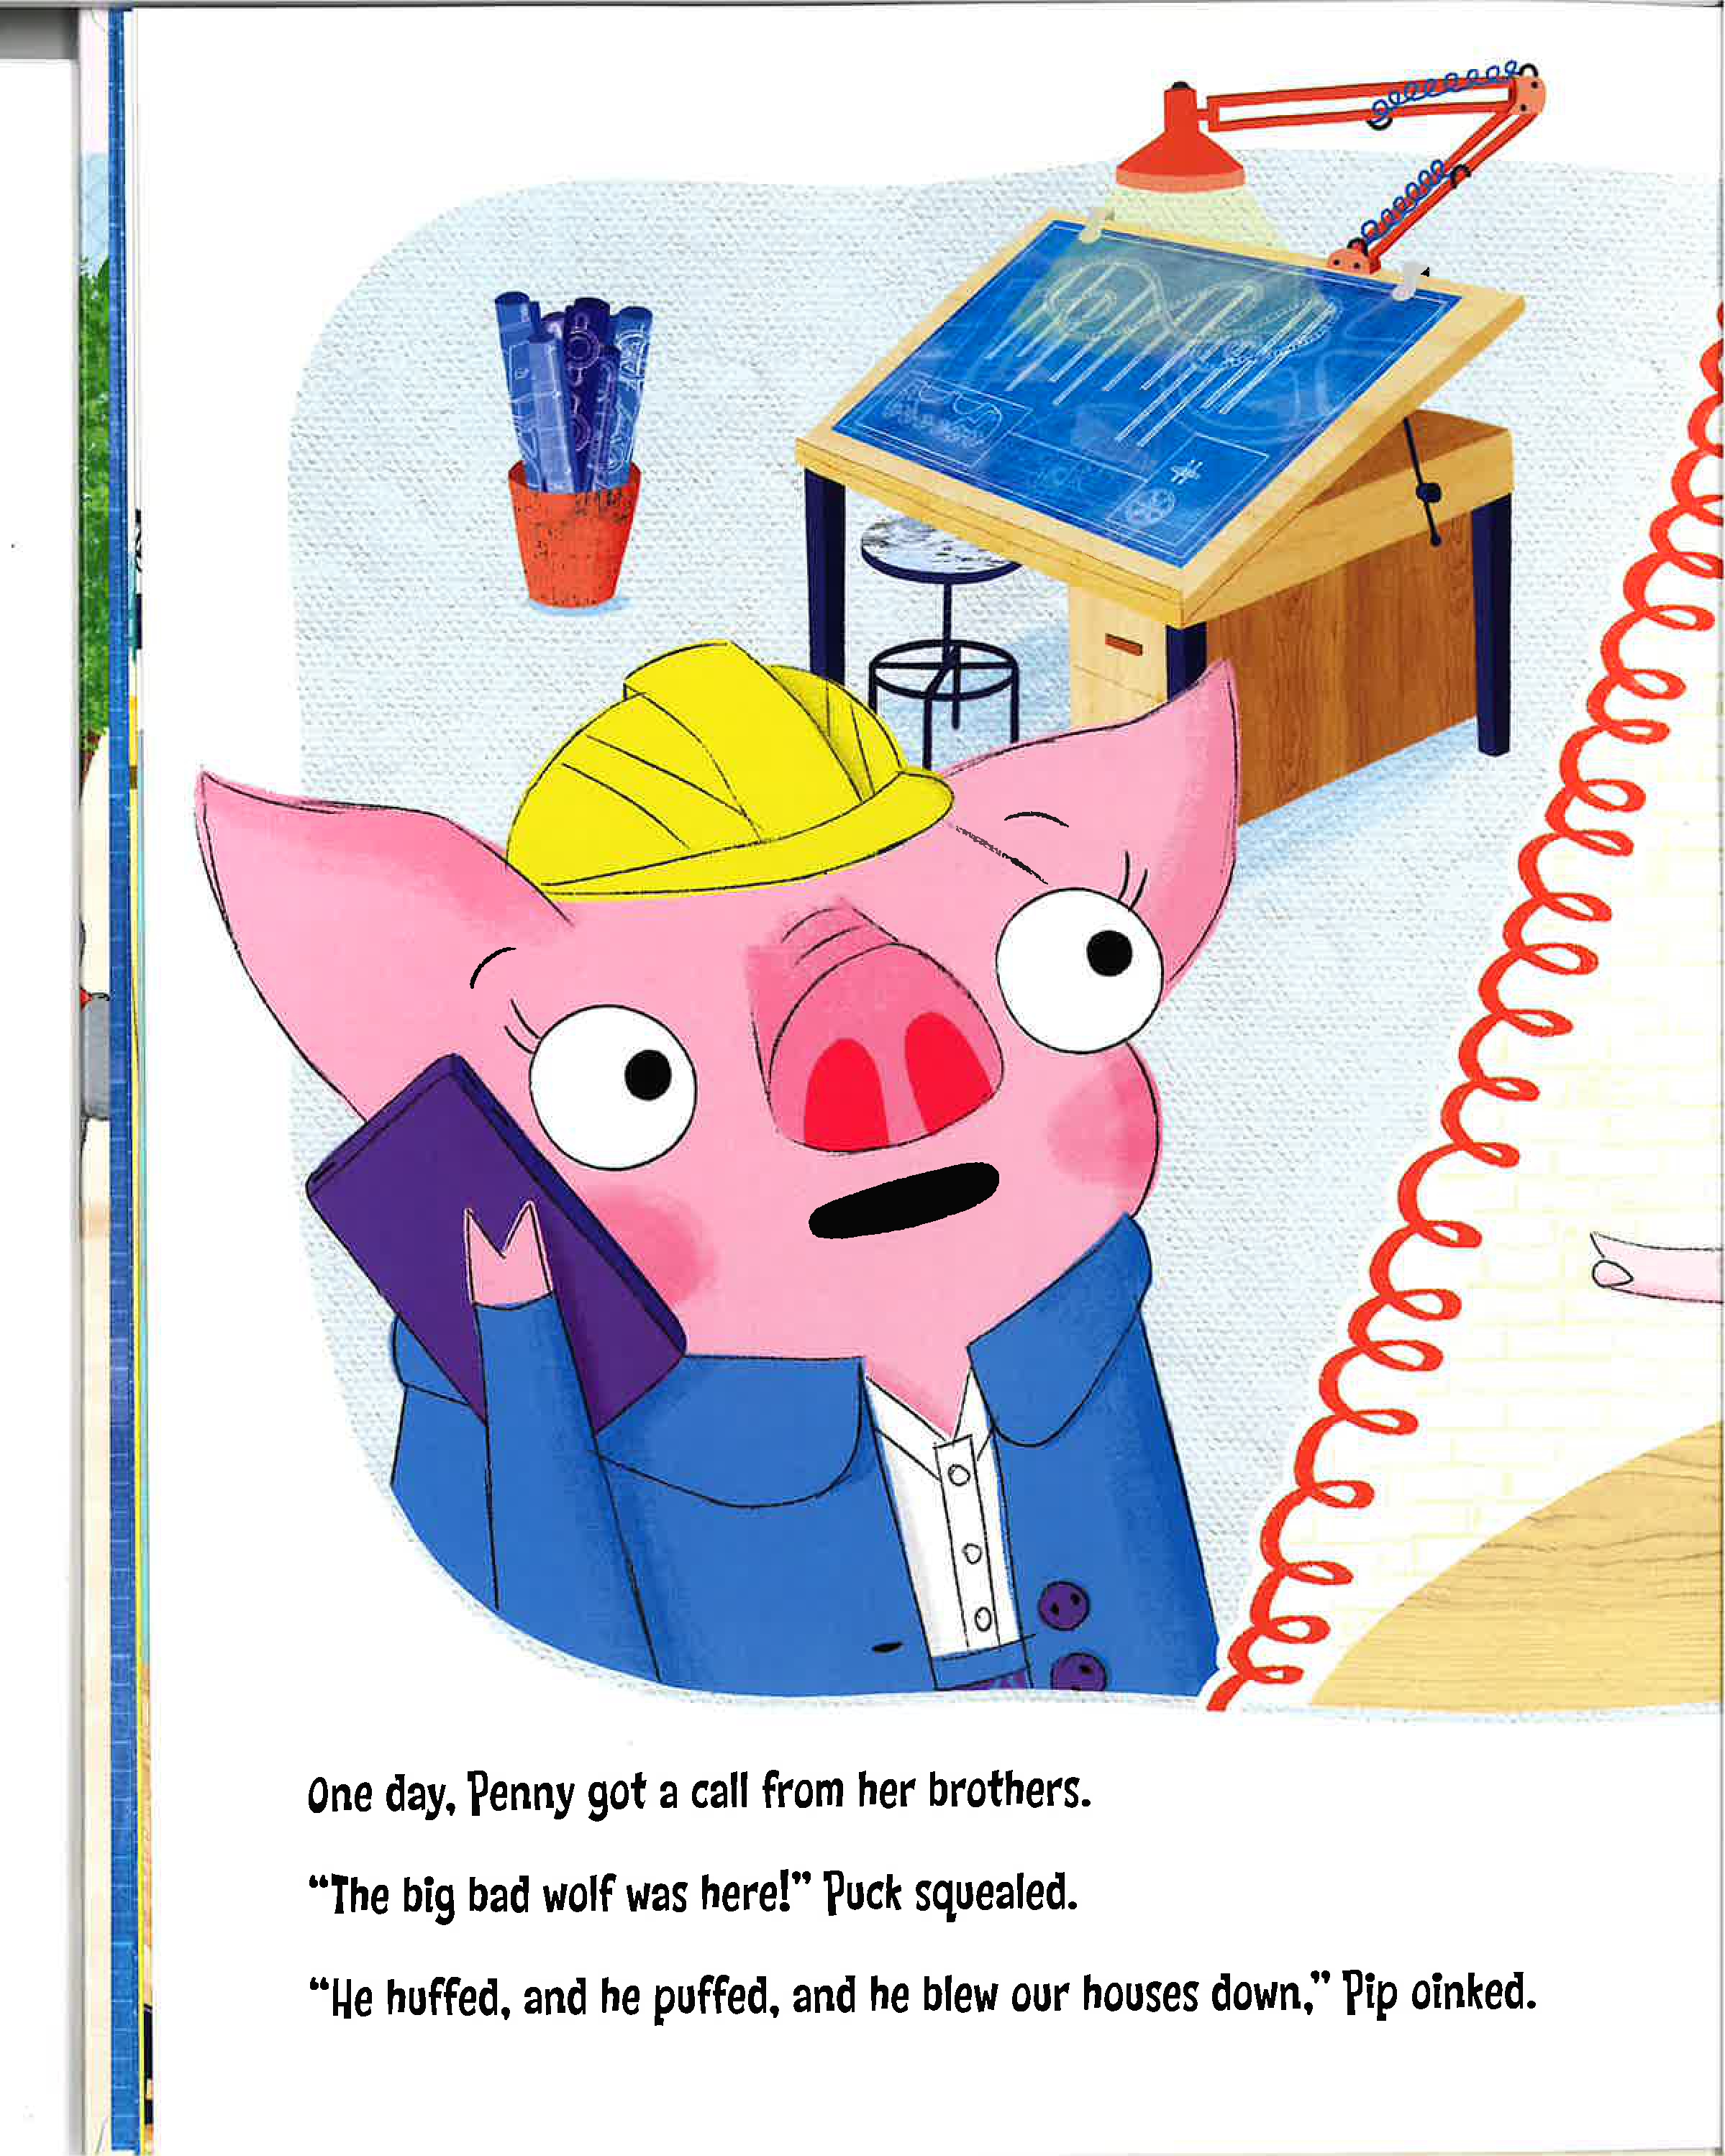 One day, Penny got a call from her brothers.
“The big bad wolf was here!” Puck squealed.
“He huffed, and he puffed, and he blew our houses down,” Pip oinked.